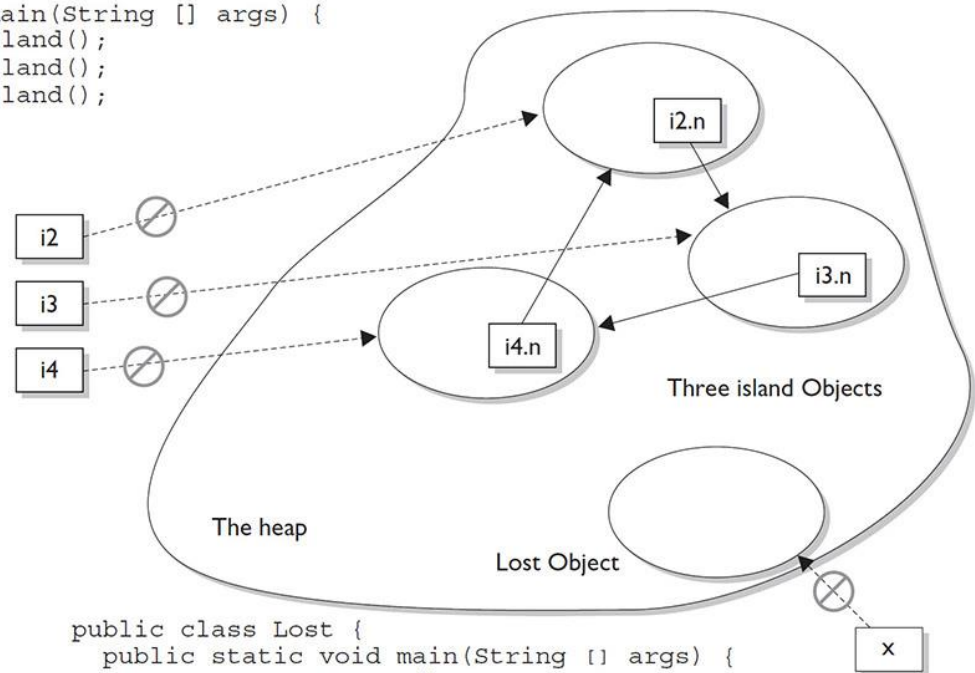 ain(String [] args) {
land();
land();
land();
i2.n
i2
i3
i3.n
i4.n
i4
Three island Objects
The heap
Lost Object
public class Lost {
x
public static void main(String [] args) {